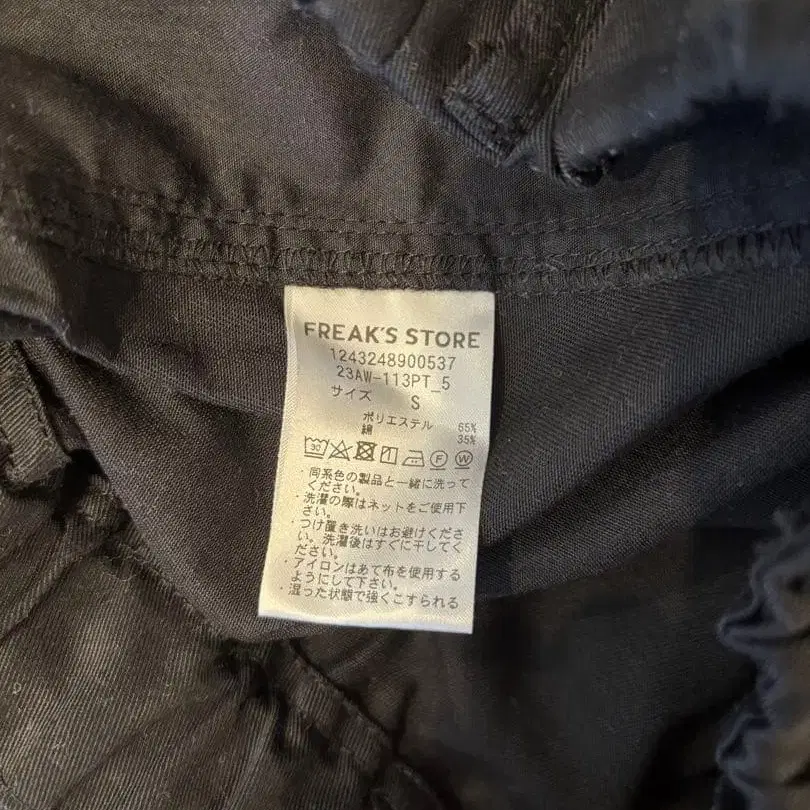 FREAK'S STORE
1243248900537
23AW-113PT_5
サイズ S
ポリエステル 65%
綿 35%
30 F W
・同系色の製品と一緒に洗って
ください。
・洗濯の際はネットをご使用下
さい。
・つけ置き洗いはお避けくださ
い。洗濯後はすぐに干してく
ださい。
・アイロンはあて布を使用する
ようにして下さい。
・湿った状態で強くこすられる